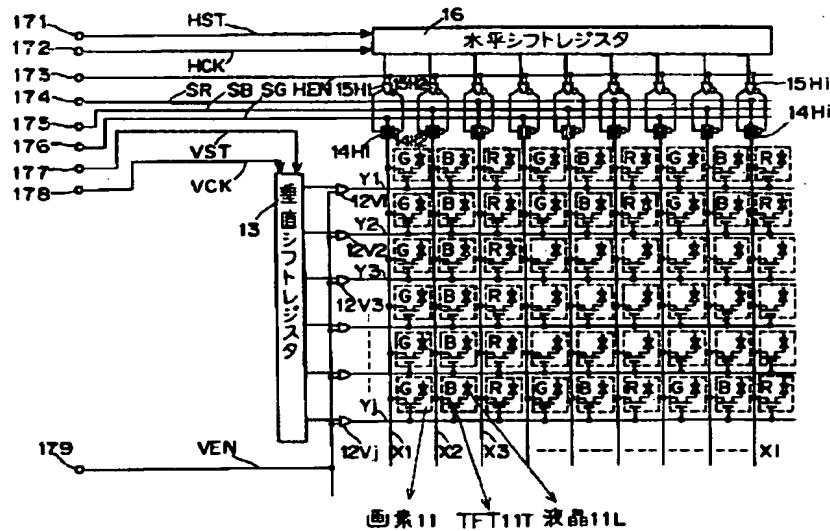 171 HST 16
水平シフトレジスタ
172 HCK
173 SR SB SG HEN 15H1 15H2 15Hi
174
175
176 14H1 14H2 14Hi
177 VST
178 VCK
G B R G B R G B R
13 垂直シフトレジスタ
Y1
12V1
G B R G B R G B R
Y2
12V2
G B R
Y3
12V3
G B R
G B R
G B R G B R G B R
Yj
12Vj X1 X2 X3 X1
179 VEN
画素11 TFT11T 液晶11L